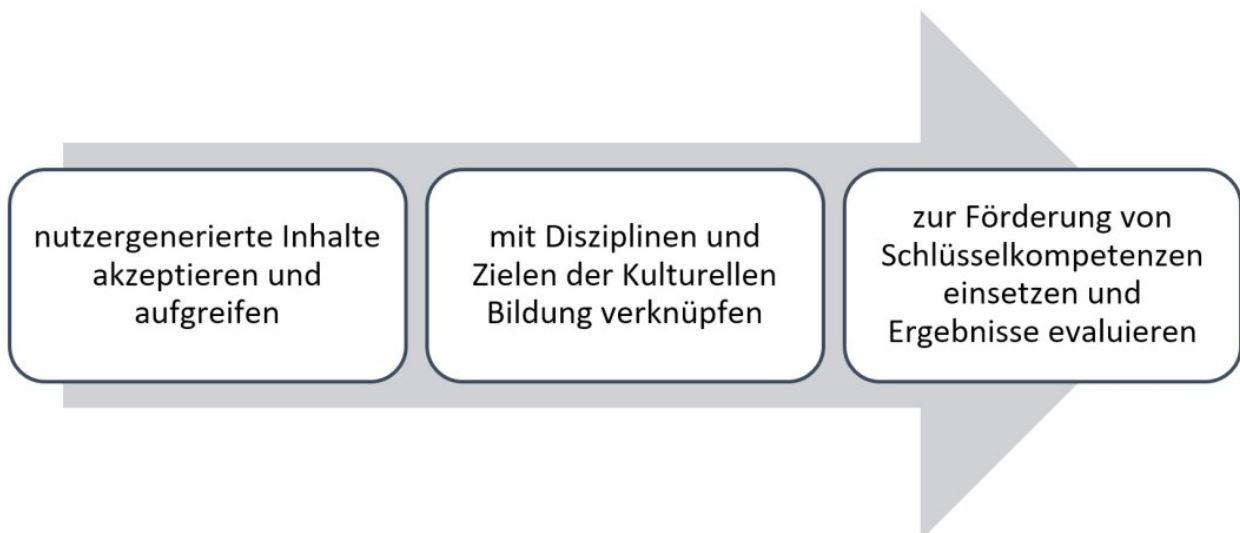 nutzergenerierte Inhalte
akzeptieren und
aufgreifen
mit Disziplinen und
Zielen der Kulturellen
Bildung verknüpfen
zur Förderung von
Schlüsselkompetenzen
einsetzen und
Ergebnisse evaluieren